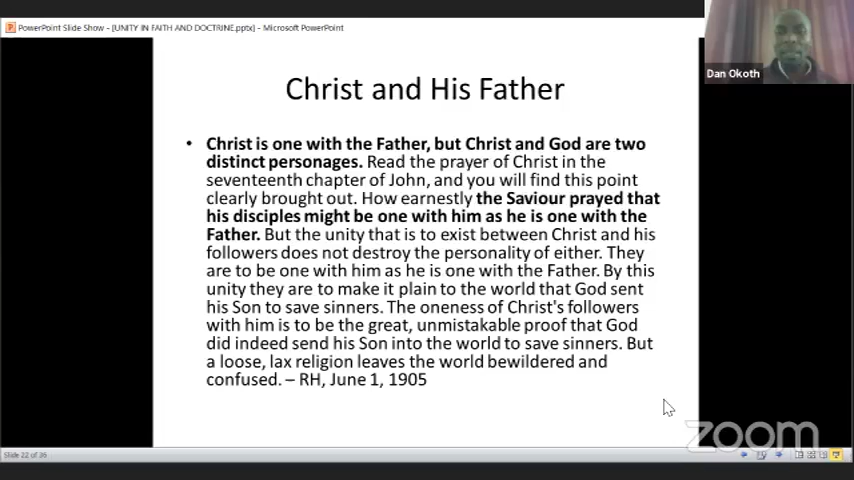 PowerPoint Slide Show - [UNITY IN FAITH AND DOCTRINE.pptx] - Microsoft PowerPoint
Dan Okoth
Christ and His Father
• Christ is one with the Father, but Christ and God are two
distinct personages. Read the prayer of Christ in the
seventeenth chapter of John, and you will find this point
clearly brought out. How earnestly the Saviour prayed that
his disciples might be one with him as he is one with the
Father. But the unity that is to exist between Christ and his
followers does not destroy the personality of either. They
are to be one with him as he is one with the Father. By this
unity they are to make it plain to the world that God sent
his Son to save sinners. The oneness of Christ's followers
with him is to be the great, unmistakable proof that God
did indeed send his Son into the world to save sinners. But
a loose, lax religion leaves the world bewildered and
confused. – RH, June 1, 1905
zoom
Slide 22 of 36